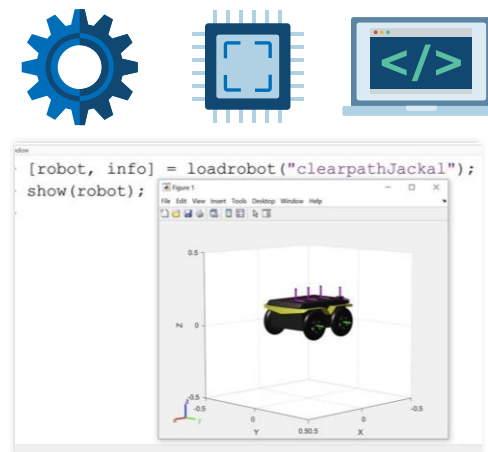 </>
ndow
[robot, info] = loadrobot("clearpathJackal");
show(robot);
Figure 1
File Edit View Insert Tools Desktop Window Help
0.5
Z 0
-0.5
-0.5 0 0.50.5 0 -0.5
Y X
z
x y